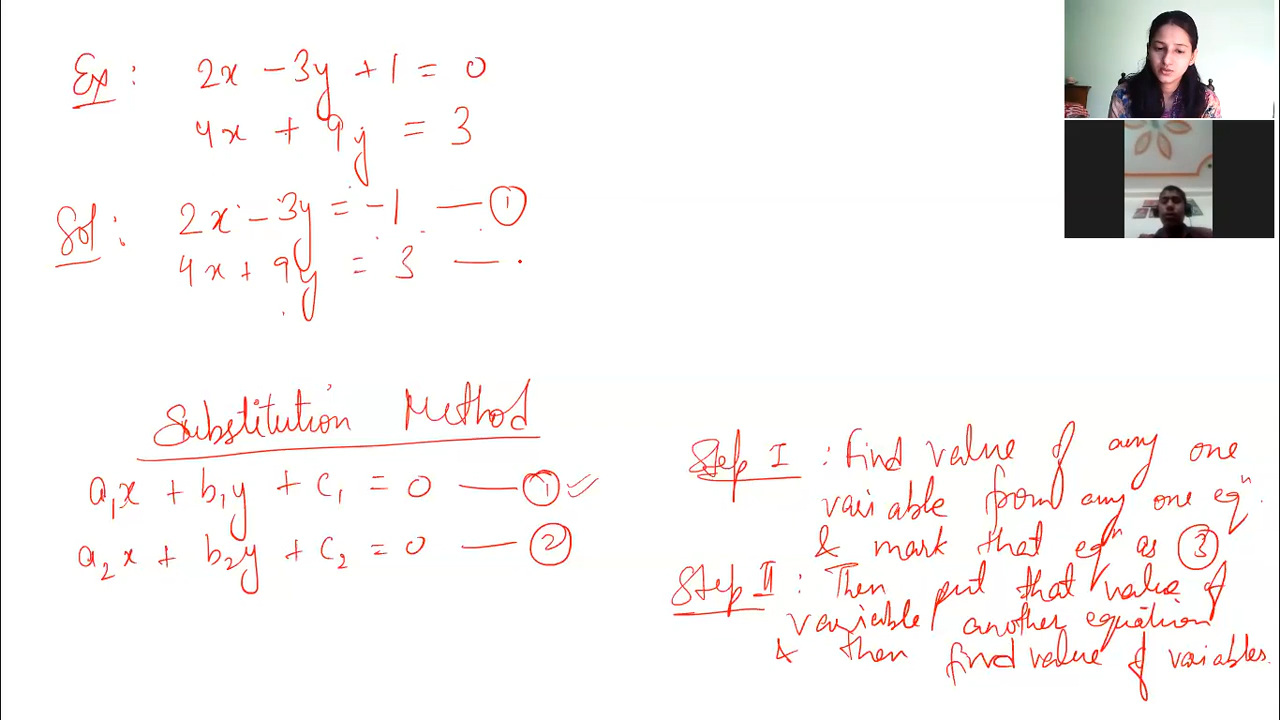 Ex : 2x - 3y + 1 = 0
4x + 9y = 3
Sol : 2x - 3y = -1 — ①
4x + 9y = 3 —
Substitution Method
a₁x + b₁y + c₁ = 0 — ① ✓
a₂x + b₂y + c₂ = 0 — ②
Step I : Find value of any one
variable from any one eqⁿ.
& mark that eqⁿ as ③
Step II : Then put that value of
variable another equation
& then find value of variables.